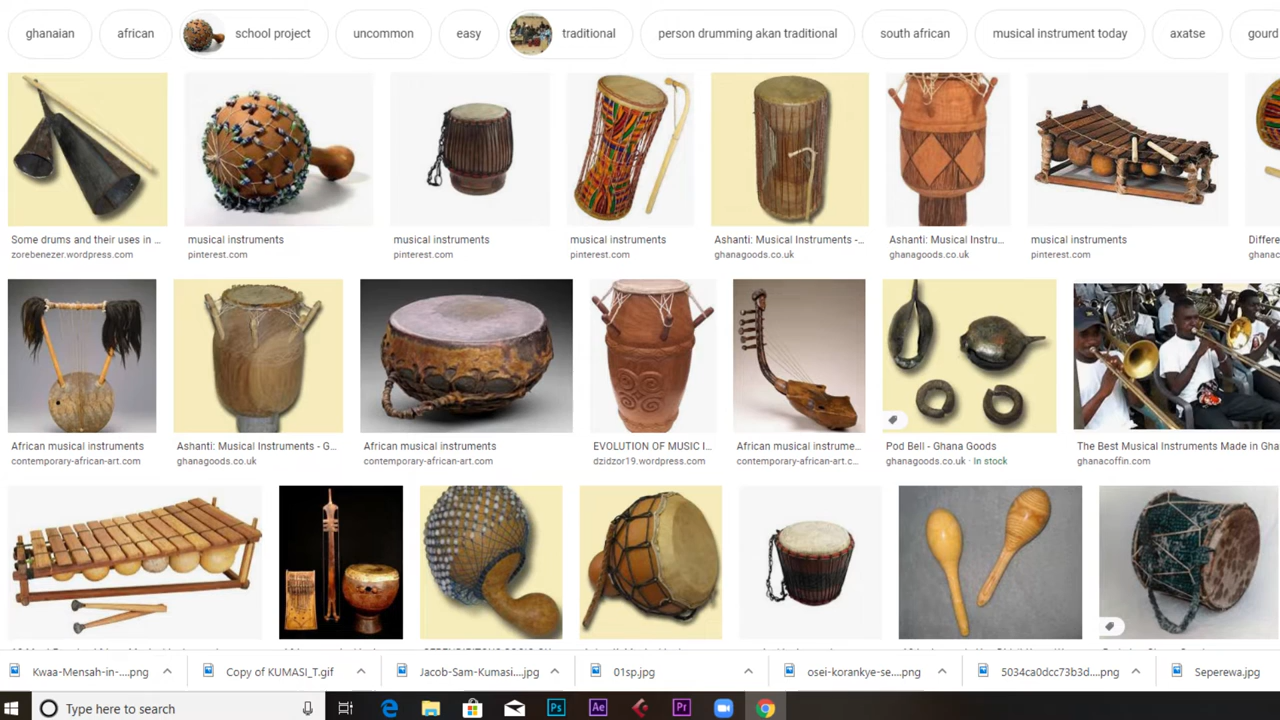 ghanaian african school project uncommon easy traditional person drumming akan traditional south african musical instrument today axatse gourd
Some drums and their uses in ... musical instruments musical instruments musical instruments Ashanti: Musical Instruments -... Ashanti: Musical Instru... musical instruments Differe
zorebenezer.wordpress.com pinterest.com pinterest.com pinterest.com ghanagoods.co.uk ghanagoods.co.uk pinterest.com
African musical instruments Ashanti: Musical Instruments - G... African musical instruments EVOLUTION OF MUSIC I... African musical instrume... Pod Bell - Ghana Goods The Best Musical Instruments Made in Gha
contemporary-african-art.com ghanagoods.co.uk contemporary-african-art.com dzidzor19.wordpress.com contemporary-african-art.c... ghanagoods.co.uk · In stock ghanacoffin.com
Kwaa-Mensah-in-....png Copy of KUMASI_T.gif Jacob-Sam-Kumasi....jpg 01sp.jpg osei-korankye-se....png 5034ca0dcc73b3d....png Seperewa.jpg
Type here to search Ps Ae Pr